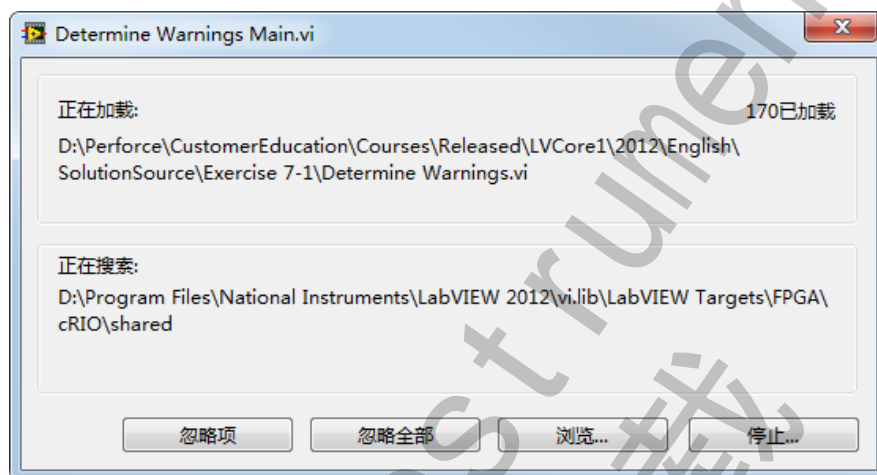 Determine Warnings Main.vi
正在加载:
170已加载
D:\Perforce\CustomerEducation\Courses\Released\LVCore1\2012\English\
SolutionSource\Exercise 7-1\Determine Warnings.vi
正在搜索:
D:\Program Files\National Instruments\LabVIEW 2012\vi.lib\LabVIEW Targets\FPGA\
cRIO\shared
忽略项 忽略全部 浏览... 停止...